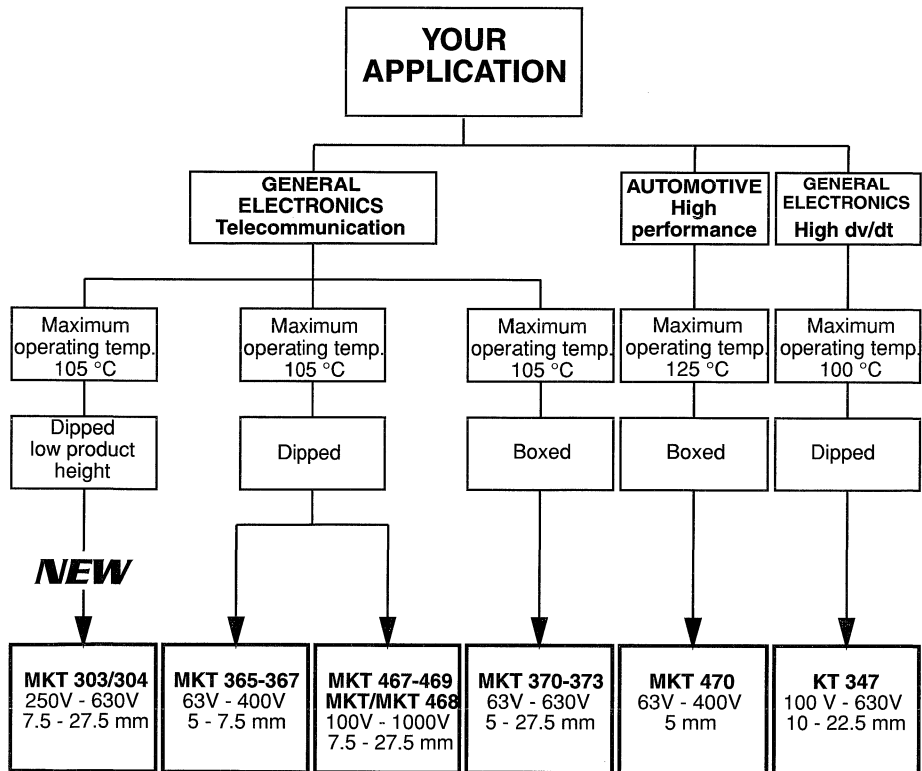 YOUR
APPLICATION
GENERAL
ELECTRONICS
Telecommunication
AUTOMOTIVE
High
performance
GENERAL
ELECTRONICS
High dv/dt
Maximum
operating temp.
105 °C
Maximum
operating temp.
105 °C
Maximum
operating temp.
105 °C
Maximum
operating temp.
125 °C
Maximum
operating temp.
100 °C
Dipped
low product
height
Dipped
Boxed
Boxed
Dipped
NEW
MKT 303/304
250V - 630V
7.5 - 27.5 mm
MKT 365-367
63V - 400V
5 - 7.5 mm
MKT 467-469
MKT/MKT 468
100V - 1000V
7.5 - 27.5 mm
MKT 370-373
63V - 630V
5 - 27.5 mm
MKT 470
63V - 400V
5 mm
KT 347
100 V - 630V
10 - 22.5 mm